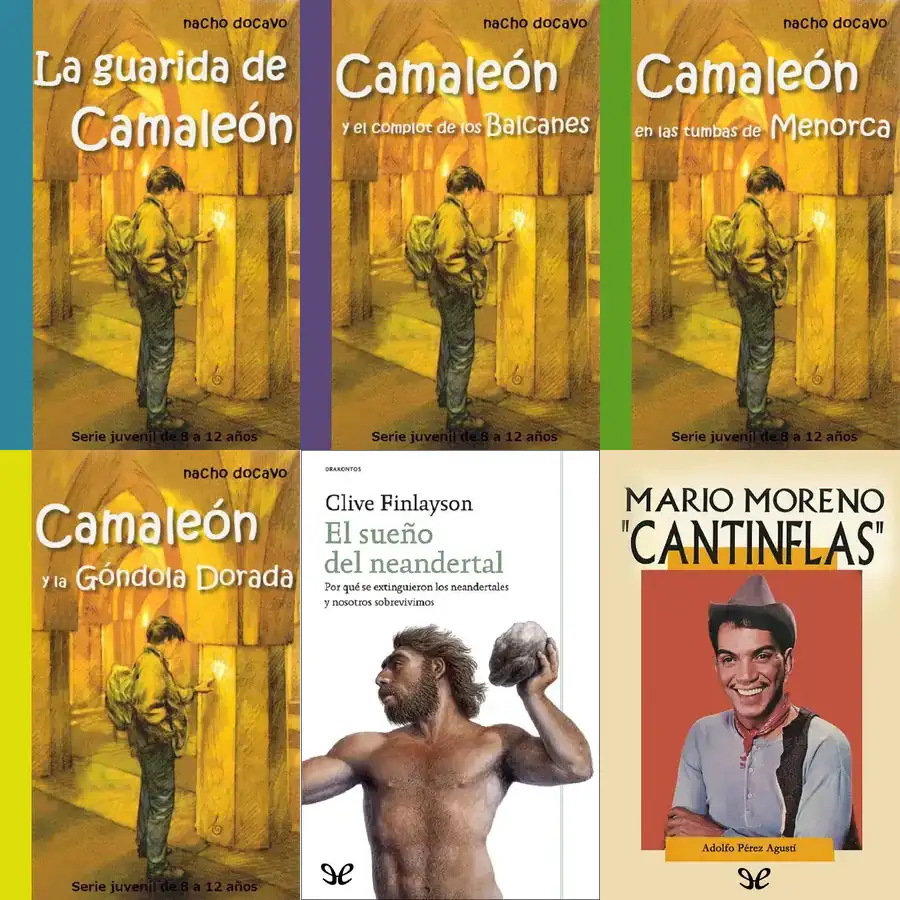 nacho docavo
La guarida de
Camaleón
Serie juvenil de 8 a 12 años
nacho docavo
Camaleón
y el complot de los Balcanes
Serie juvenil de 8 a 12 años
nacho docavo
Camaleón
en las tumbas de Menorca
Serie juvenil de 8 a 12 años
nacho docavo
Camaleón
y la Góndola Dorada
Serie juvenil de 8 a 12 años
DRAKONTOS
Clive Finlayson
El sueño
del neandertal
Por qué se extinguieron los neandertales
y nosotros sobrevivimos
MARIO MORENO
"CANTINFLAS"
Adolfo Pérez Agustí